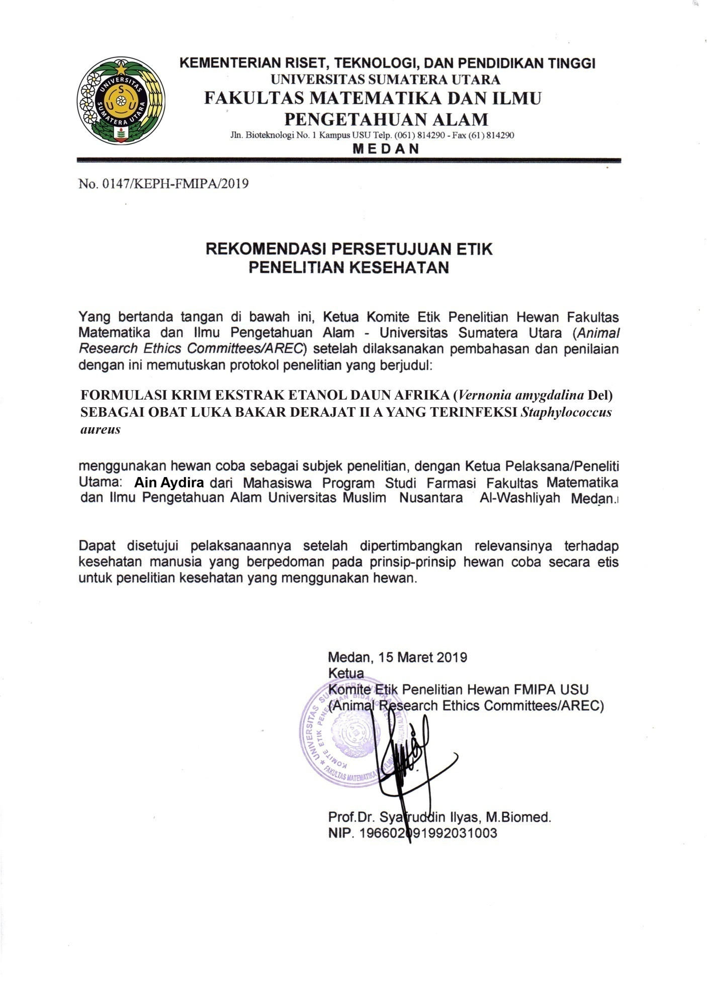 KEMENTERIAN RISET, TEKNOLOGI, DAN PENDIDIKAN TINGGI
UNIVERSITAS SUMATERA UTARA
FAKULTAS MATEMATIKA DAN ILMU
PENGETAHUAN ALAM
Jln. Bioteknologi No. 1 Kampus USU Telp. (061) 814290 - Fax (61) 814290
MEDAN
UNIVERSITAS
SUMATERA UTARA
S
U U
No. 0147/KEPH-FMIPA/2019
REKOMENDASI PERSETUJUAN ETIK
PENELITIAN KESEHATAN
Yang bertanda tangan di bawah ini, Ketua Komite Etik Penelitian Hewan Fakultas
Matematika dan Ilmu Pengetahuan Alam - Universitas Sumatera Utara (Animal
Research Ethics Committees/AREC) setelah dilaksanakan pembahasan dan penilaian
dengan ini memutuskan protokol penelitian yang berjudul:
FORMULASI KRIM EKSTRAK ETANOL DAUN AFRIKA (Vernonia amygdalina Del)
SEBAGAI OBAT LUKA BAKAR DERAJAT II A YANG TERINFEKSI Staphylococcus
aureus
menggunakan hewan coba sebagai subjek penelitian, dengan Ketua Pelaksana/Peneliti
Utama: Ain Aydira dari Mahasiswa Program Studi Farmasi Fakultas Matematika
dan Ilmu Pengetahuan Alam Universitas Muslim Nusantara Al-Washliyah Medan.
Dapat disetujui pelaksanaannya setelah dipertimbangkan relevansinya terhadap
kesehatan manusia yang berpedoman pada prinsip-prinsip hewan coba secara etis
untuk penelitian kesehatan yang menggunakan hewan.
Medan, 15 Maret 2019
Ketua
Komite Etik Penelitian Hewan FMIPA USU
(Animal Research Ethics Committees/AREC)
UNIVERSITAS SUMATERA UTARA
KOMITE ETIK PENELITIAN BIDANG HEWAN
FAKULTAS MATEMATIKA DAN ILMU PENGETAHUAN ALAM
Prof.Dr. Syafruddin Ilyas, M.Biomed.
NIP. 196602091992031003